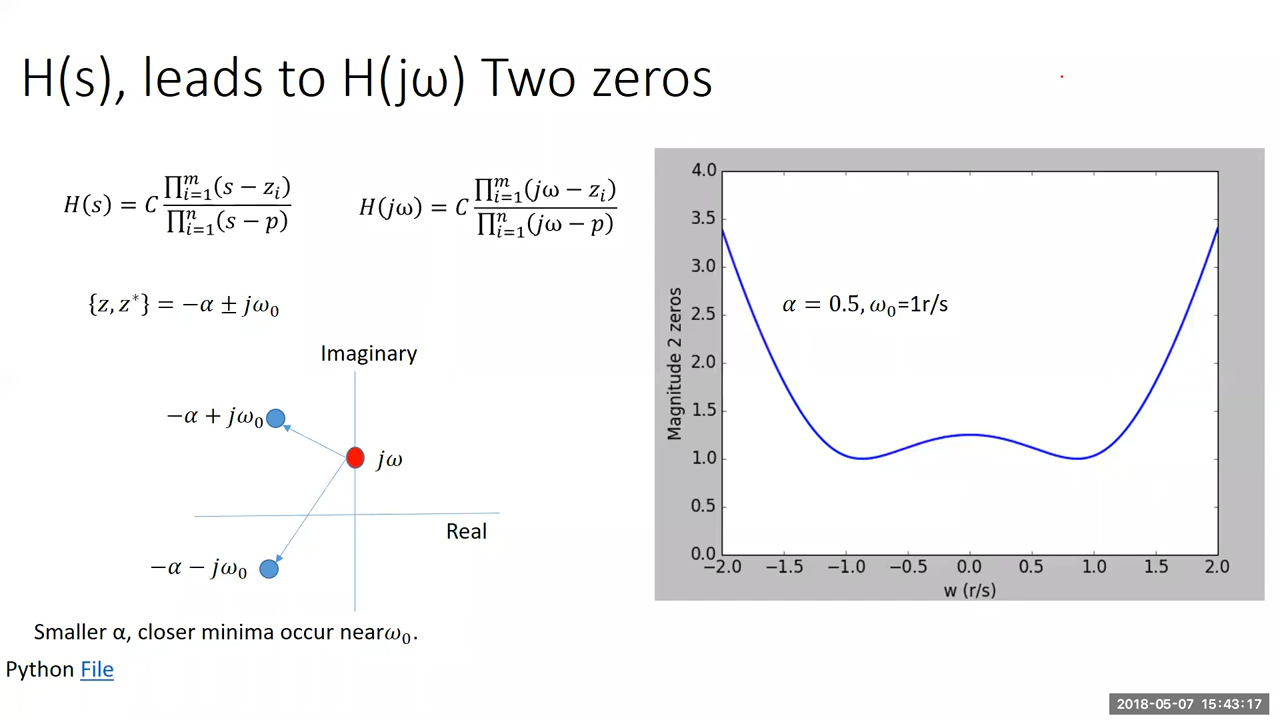 H(s), leads to H(jω) Two zeros
H(s) = C ∏ᵢ₌₁ᵐ(s − zᵢ) / ∏ᵢ₌₁ⁿ(s − p)
H(jω) = C ∏ᵢ₌₁ᵐ(jω − zᵢ) / ∏ᵢ₌₁ⁿ(jω − p)
{z, z*} = −α ± jω₀
Imaginary
−α + jω₀
jω
Real
−α − jω₀
Smaller α, closer minima occur nearω₀.
Python File
4.0
3.5
3.0
2.5
2.0
1.5
1.0
0.5
0.0
Magnitude 2 zeros
α = 0.5, ω₀=1r/s
−2.0 −1.5 −1.0 −0.5 0.0 0.5 1.0 1.5 2.0
w (r/s)
2018-05-07 15:43:17